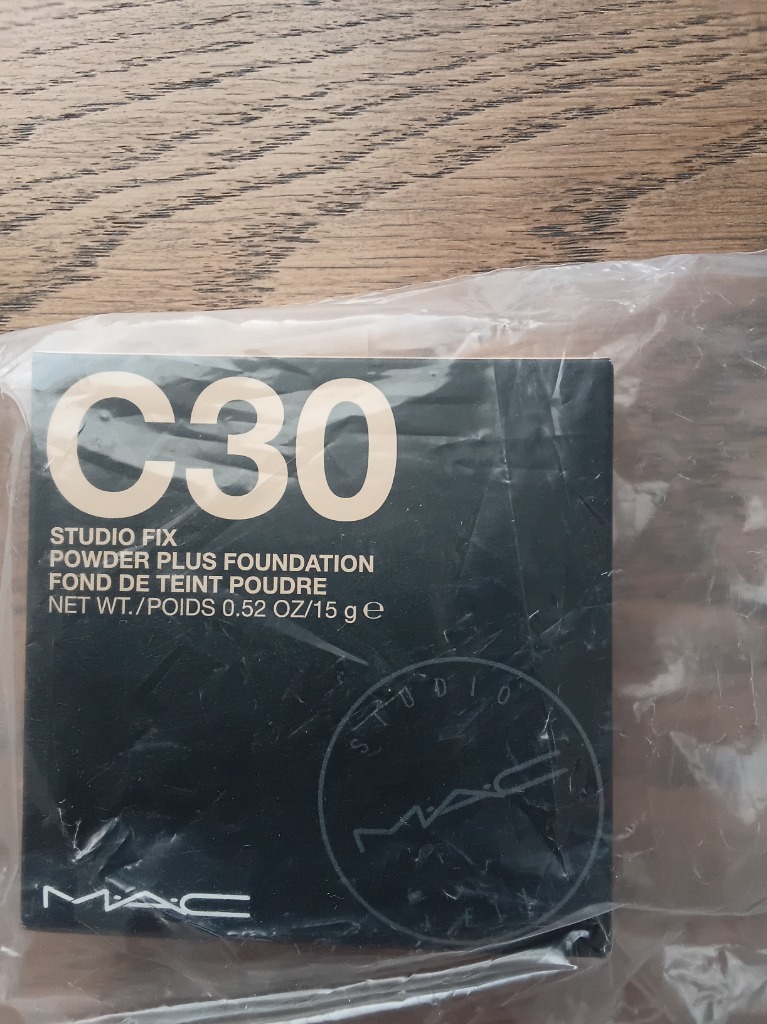 C30
STUDIO FIX
POWDER PLUS FOUNDATION
FOND DE TEINT POUDRE
NET WT./POIDS 0.52 OZ/15 g ℮
STUDIO
M·A·C
M·A·C